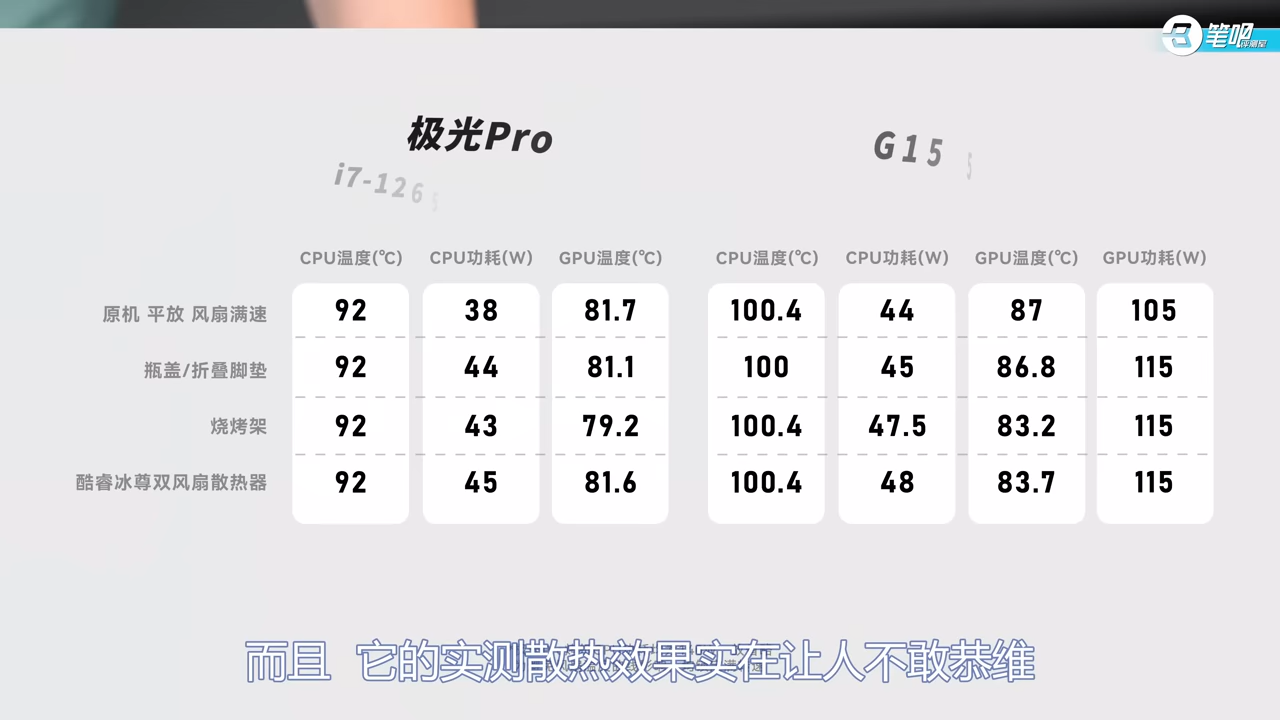 笔吧
评测室
极光Pro
G15
i7-126
CPU温度(℃) CPU功耗(W) GPU温度(℃) CPU温度(℃) CPU功耗(W) GPU温度(℃) GPU功耗(W)
原机 平放 风扇满速 92 38 81.7 100.4 44 87 105
瓶盖/折叠脚垫 92 44 81.1 100 45 86.8 115
烧烤架 92 43 79.2 100.4 47.5 83.2 115
酷睿冰尊双风扇散热器 92 45 81.6 100.4 48 83.7 115
而且 它的实测散热效果实在让人不敢恭维